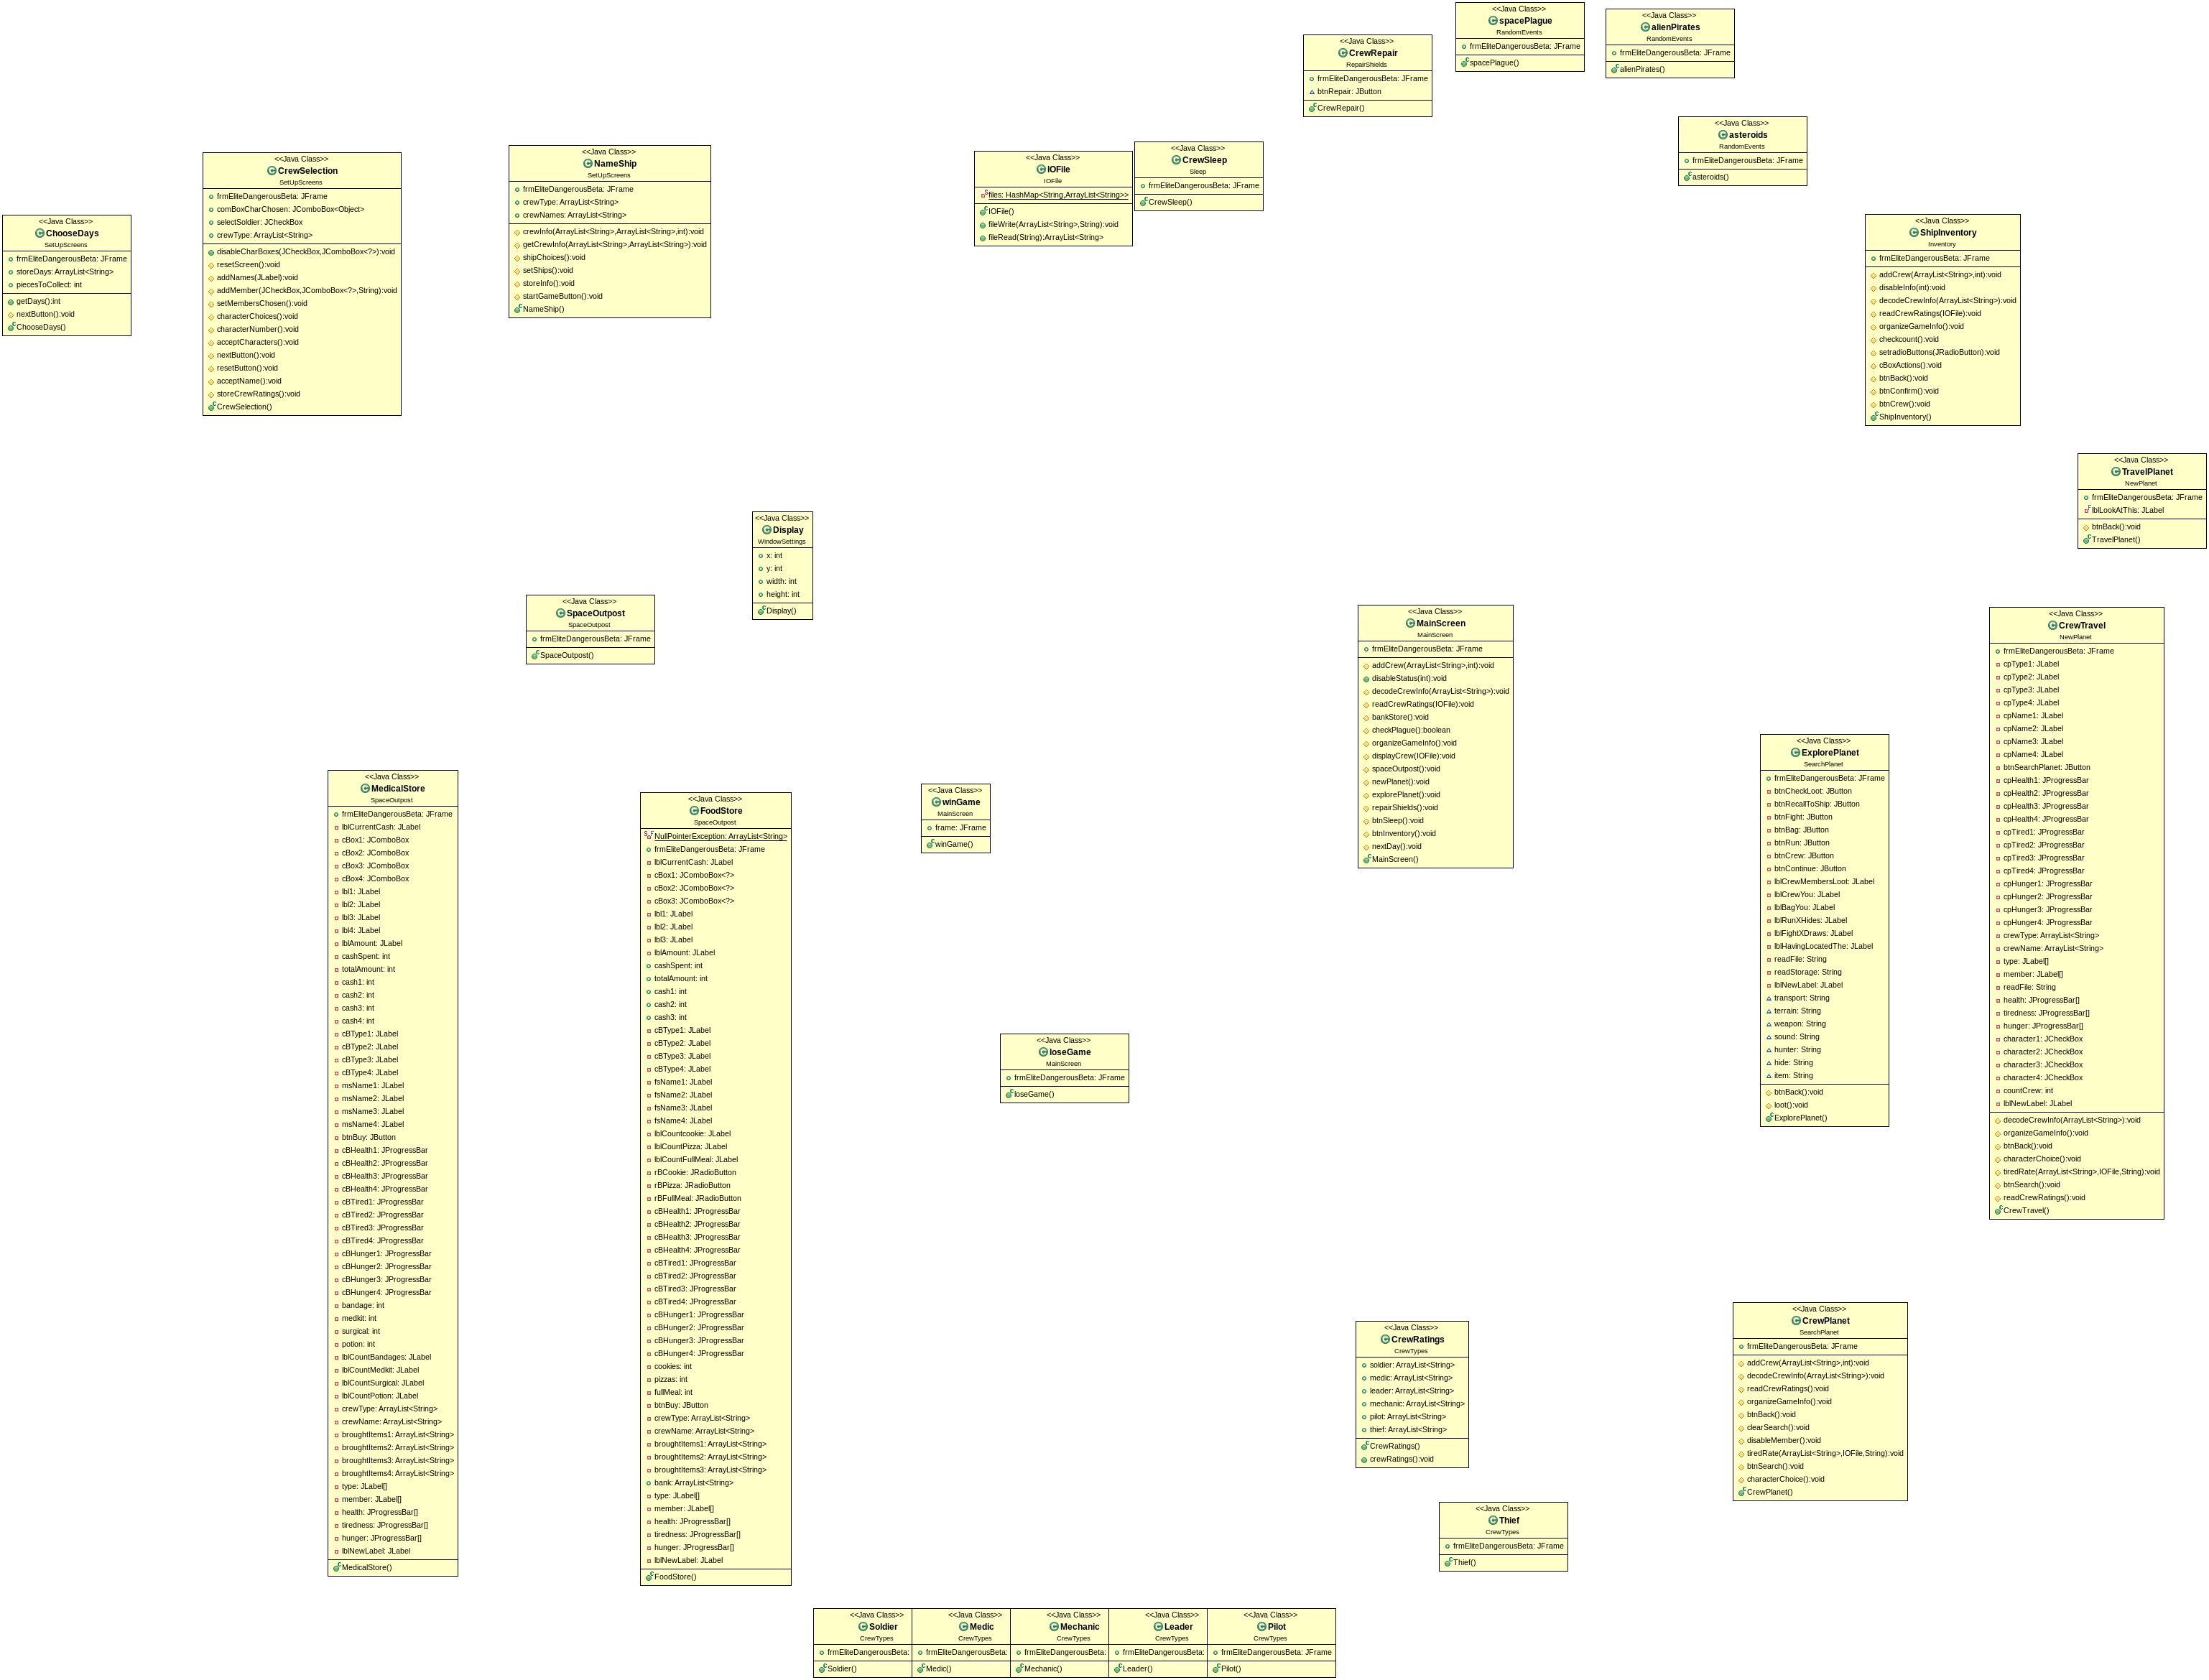 <<Java Class>>
spacePlague
RandomEvents
frmEliteDangerousBeta: JFrame
spacePlague()
<<Java Class>>
alienPirates
RandomEvents
frmEliteDangerousBeta: JFrame
alienPirates()
<<Java Class>>
CrewRepair
RepairShields
frmEliteDangerousBeta: JFrame
btnRepair: JButton
CrewRepair()
<<Java Class>>
asteroids
RandomEvents
frmEliteDangerousBeta: JFrame
asteroids()
<<Java Class>>
ChooseDays
SetUpScreens
frmEliteDangerousBeta: JFrame
storeDays: ArrayList<String>
piecesToCollect: int
getDays():int
nextButton():void
ChooseDays()
<<Java Class>>
CrewSelection
SetUpScreens
frmEliteDangerousBeta: JFrame
comBoxCharChosen: JComboBox<Object>
selectSoldier: JCheckBox
crewType: ArrayList<String>
disableCharBoxes(JCheckBox,JComboBox<?>):void
resetScreen():void
addNames(JLabel):void
addMember(JCheckBox,JComboBox<?>,String):void
setMembersChosen():void
characterChoices():void
characterNumber():void
acceptCharacters():void
nextButton():void
resetButton():void
acceptName():void
storeCrewRatings():void
CrewSelection()
<<Java Class>>
NameShip
SetUpScreens
frmEliteDangerousBeta: JFrame
crewType: ArrayList<String>
crewNames: ArrayList<String>
crewInfo(ArrayList<String>,ArrayList<String>,int):void
getCrewInfo(ArrayList<String>,ArrayList<String>):void
shipChoices():void
setShips():void
storeInfo():void
startGameButton():void
NameShip()
<<Java Class>>
IOFile
IOFile
files: HashMap<String,ArrayList<String>>
IOFile()
fileWrite(ArrayList<String>,String):void
fileRead(String):ArrayList<String>
<<Java Class>>
CrewSleep
Sleep
frmEliteDangerousBeta: JFrame
CrewSleep()
<<Java Class>>
ShipInventory
Inventory
frmEliteDangerousBeta: JFrame
addCrew(ArrayList<String>,int):void
disableInfo(int):void
decodeCrewInfo(ArrayList<String>):void
readCrewRatings(IOFile):void
organizeGameInfo():void
checkcount():void
setradioButtons(JRadioButton):void
cBoxActions():void
btnBack():void
btnConfirm():void
btnCrew():void
ShipInventory()
<<Java Class>>
TravelPlanet
NewPlanet
frmEliteDangerousBeta: JFrame
lblLookAtThis: JLabel
btnBack():void
TravelPlanet()
<<Java Class>>
Display
WindowSettings
x: int
y: int
width: int
height: int
Display()
<<Java Class>>
SpaceOutpost
SpaceOutpost
frmEliteDangerousBeta: JFrame
SpaceOutpost()
<<Java Class>>
MainScreen
MainScreen
frmEliteDangerousBeta: JFrame
addCrew(ArrayList<String>,int):void
disableStatus(int):void
decodeCrewInfo(ArrayList<String>):void
readCrewRatings(IOFile):void
bankStore():void
checkPlague():boolean
organizeGameInfo():void
displayCrew(IOFile):void
spaceOutpost():void
newPlanet():void
explorePlanet():void
repairShields():void
btnSleep():void
btnInventory():void
nextDay():void
MainScreen()
<<Java Class>>
CrewTravel
NewPlanet
frmEliteDangerousBeta: JFrame
cpType1: JLabel
cpType2: JLabel
cpType3: JLabel
cpType4: JLabel
cpName1: JLabel
cpName2: JLabel
cpName3: JLabel
cpName4: JLabel
btnSearchPlanet: JButton
cpHealth1: JProgressBar
cpHealth2: JProgressBar
cpHealth3: JProgressBar
cpHealth4: JProgressBar
cpTired1: JProgressBar
cpTired2: JProgressBar
cpTired3: JProgressBar
cpTired4: JProgressBar
cpHunger1: JProgressBar
cpHunger2: JProgressBar
cpHunger3: JProgressBar
cpHunger4: JProgressBar
crewType: ArrayList<String>
crewName: ArrayList<String>
type: JLabel[]
member: JLabel[]
readFile: String
health: JProgressBar[]
tiredness: JProgressBar[]
hunger: JProgressBar[]
character1: JCheckBox
character2: JCheckBox
character3: JCheckBox
character4: JCheckBox
countCrew: int
lblNewLabel: JLabel
decodeCrewInfo(ArrayList<String>):void
organizeGameInfo():void
btnBack():void
characterChoice():void
tiredRate(ArrayList<String>,IOFile,String):void
btnSearch():void
readCrewRatings():void
CrewTravel()
<<Java Class>>
ExplorePlanet
SearchPlanet
frmEliteDangerousBeta: JFrame
btnCheckLoot: JButton
btnRecallToShip: JButton
btnFight: JButton
btnBag: JButton
btnRun: JButton
btnCrew: JButton
btnContinue: JButton
lblCrewMembersLoot: JLabel
lblCrewYou: JLabel
lblBagYou: JLabel
lblRunXHides: JLabel
lblFightXDraws: JLabel
lblHavingLocatedThe: JLabel
readFile: String
readStorage: String
lblNewLabel: JLabel
transport: String
terrain: String
weapon: String
sound: String
hunter: String
hide: String
item: String
btnBack():void
loot():void
ExplorePlanet()
<<Java Class>>
MedicalStore
SpaceOutpost
frmEliteDangerousBeta: JFrame
lblCurrentCash: JLabel
cBox1: JComboBox
cBox2: JComboBox
cBox3: JComboBox
cBox4: JComboBox
lbl1: JLabel
lbl2: JLabel
lbl3: JLabel
lbl4: JLabel
lblAmount: JLabel
cashSpent: int
totalAmount: int
cash1: int
cash2: int
cash3: int
cash4: int
cBType1: JLabel
cBType2: JLabel
cBType3: JLabel
cBType4: JLabel
msName1: JLabel
msName2: JLabel
msName3: JLabel
msName4: JLabel
btnBuy: JButton
cBHealth1: JProgressBar
cBHealth2: JProgressBar
cBHealth3: JProgressBar
cBHealth4: JProgressBar
cBTired1: JProgressBar
cBTired2: JProgressBar
cBTired3: JProgressBar
cBTired4: JProgressBar
cBHunger1: JProgressBar
cBHunger2: JProgressBar
cBHunger3: JProgressBar
cBHunger4: JProgressBar
bandage: int
medkit: int
surgical: int
potion: int
lblCountBandages: JLabel
lblCountMedkit: JLabel
lblCountSurgical: JLabel
lblCountPotion: JLabel
crewType: ArrayList<String>
crewName: ArrayList<String>
broughtItems1: ArrayList<String>
broughtItems2: ArrayList<String>
broughtItems3: ArrayList<String>
broughtItems4: ArrayList<String>
type: JLabel[]
member: JLabel[]
health: JProgressBar[]
tiredness: JProgressBar[]
hunger: JProgressBar[]
lblNewLabel: JLabel
MedicalStore()
<<Java Class>>
FoodStore
SpaceOutpost
NullPointerException: ArrayList<String>
frmEliteDangerousBeta: JFrame
lblCurrentCash: JLabel
cBox1: JComboBox<?>
cBox2: JComboBox<?>
cBox3: JComboBox<?>
lbl1: JLabel
lbl2: JLabel
lbl3: JLabel
lblAmount: JLabel
cashSpent: int
totalAmount: int
cash1: int
cash2: int
cash3: int
cBType1: JLabel
cBType2: JLabel
cBType3: JLabel
cBType4: JLabel
fsName1: JLabel
fsName2: JLabel
fsName3: JLabel
fsName4: JLabel
lblCountcookie: JLabel
lblCountPizza: JLabel
lblCountFullMeal: JLabel
rBCookie: JRadioButton
rBPizza: JRadioButton
rBFullMeal: JRadioButton
cBHealth1: JProgressBar
cBHealth2: JProgressBar
cBHealth3: JProgressBar
cBHealth4: JProgressBar
cBTired1: JProgressBar
cBTired2: JProgressBar
cBTired3: JProgressBar
cBTired4: JProgressBar
cBHunger1: JProgressBar
cBHunger2: JProgressBar
cBHunger3: JProgressBar
cBHunger4: JProgressBar
cookies: int
pizzas: int
fullMeal: int
btnBuy: JButton
crewType: ArrayList<String>
crewName: ArrayList<String>
broughtItems1: ArrayList<String>
broughtItems2: ArrayList<String>
broughtItems3: ArrayList<String>
bank: ArrayList<String>
type: JLabel[]
member: JLabel[]
health: JProgressBar[]
tiredness: JProgressBar[]
hunger: JProgressBar[]
lblNewLabel: JLabel
FoodStore()
<<Java Class>>
winGame
MainScreen
frame: JFrame
winGame()
<<Java Class>>
loseGame
MainScreen
frmEliteDangerousBeta: JFrame
loseGame()
<<Java Class>>
CrewRatings
CrewTypes
soldier: ArrayList<String>
medic: ArrayList<String>
leader: ArrayList<String>
mechanic: ArrayList<String>
pilot: ArrayList<String>
thief: ArrayList<String>
CrewRatings()
crewRatings():void
<<Java Class>>
CrewPlanet
SearchPlanet
frmEliteDangerousBeta: JFrame
addCrew(ArrayList<String>,int):void
decodeCrewInfo(ArrayList<String>):void
readCrewRatings():void
organizeGameInfo():void
btnBack():void
clearSearch():void
disableMember():void
tiredRate(ArrayList<String>,IOFile,String):void
btnSearch():void
characterChoice():void
CrewPlanet()
<<Java Class>>
Thief
CrewTypes
frmEliteDangerousBeta: JFrame
Thief()
<<Java Class>>
Soldier
CrewTypes
frmEliteDangerousBeta:
Soldier()
<<Java Class>>
Medic
CrewTypes
frmEliteDangerousBeta:
Medic()
<<Java Class>>
Mechanic
CrewTypes
frmEliteDangerousBeta:
Mechanic()
<<Java Class>>
Leader
CrewTypes
frmEliteDangerousBeta:
Leader()
<<Java Class>>
Pilot
CrewTypes
frmEliteDangerousBeta: JFrame
Pilot()